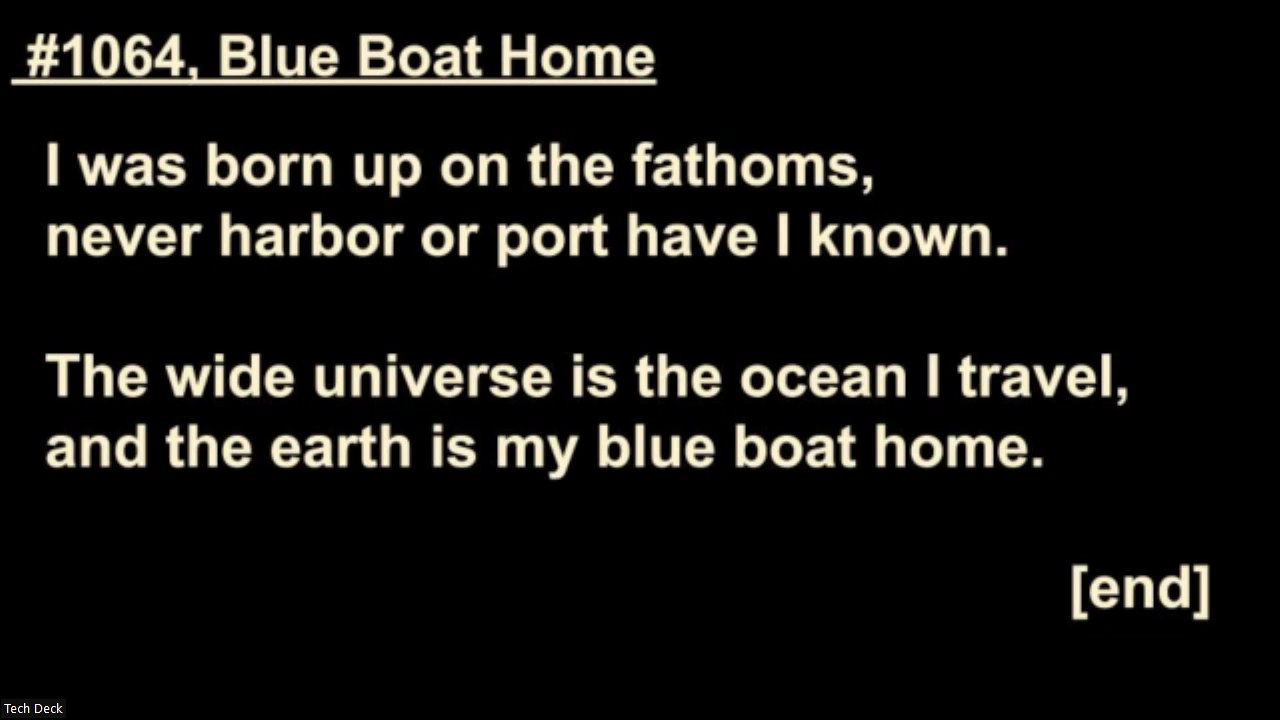 #1064, Blue Boat Home
I was born up on the fathoms,
never harbor or port have I known.
The wide universe is the ocean I travel,
and the earth is my blue boat home.
[end]
Tech Deck